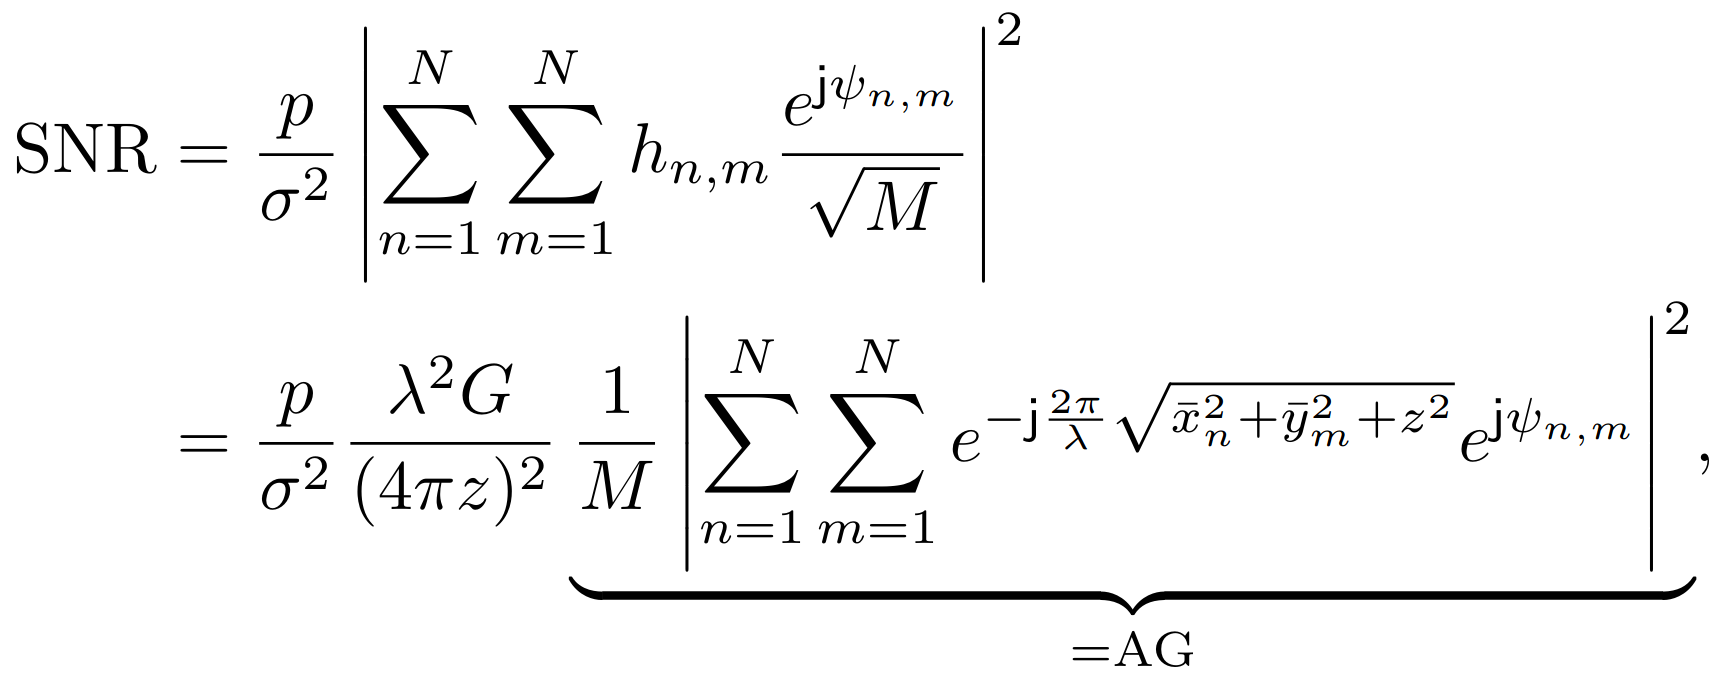 $\mathrm{SNR} = \frac{p}{\sigma^2} \left| \sum_{n=1}^{N} \sum_{m=1}^{N} h_{n,m} \frac{e^{\mathsf{j}\psi_{n,m}}}{\sqrt{M}} \right|^2$
$= \frac{p}{\sigma^2} \frac{\lambda^2 G}{(4\pi z)^2} \underbrace{\frac{1}{M} \left| \sum_{n=1}^{N} \sum_{m=1}^{N} e^{-\mathsf{j}\frac{2\pi}{\lambda}\sqrt{\bar{x}_n^2+\bar{y}_m^2+z^2}} e^{\mathsf{j}\psi_{n,m}} \right|^2}_{=\mathrm{AG}},$